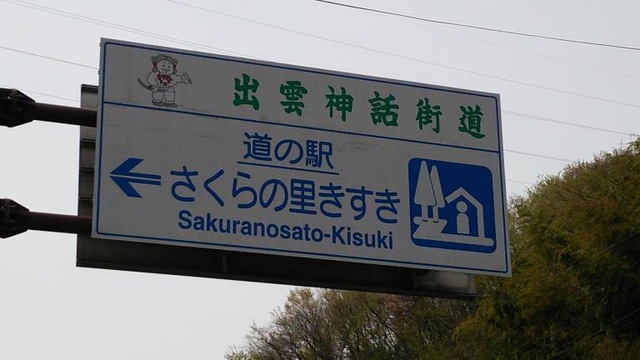 出雲神話街道
道の駅
さくらの里きすき
Sakuranosato-Kisuki